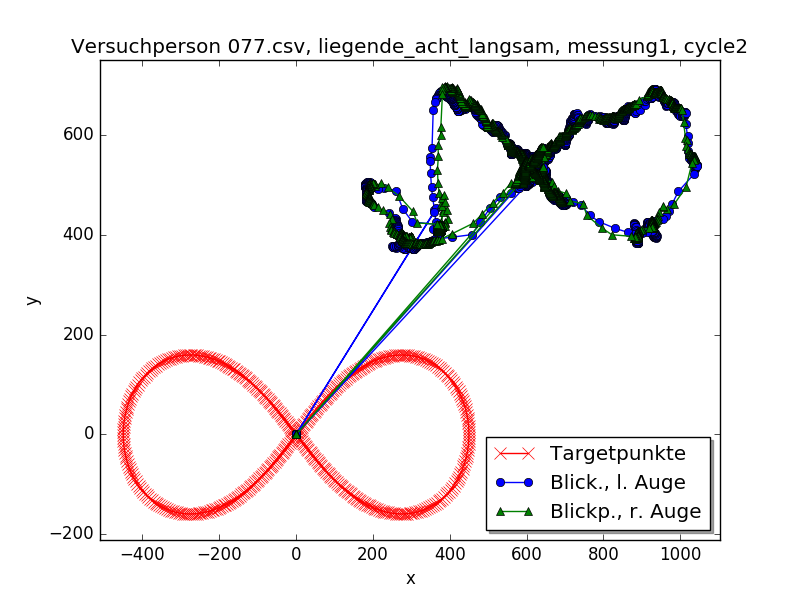 Versuchperson 077.csv, liegende_acht_langsam, messung1, cycle2
600
400
200
0
−200
y
−400 −200 0 200 400 600 800 1000
x
Targetpunkte
Blick., l. Auge
Blickp., r. Auge